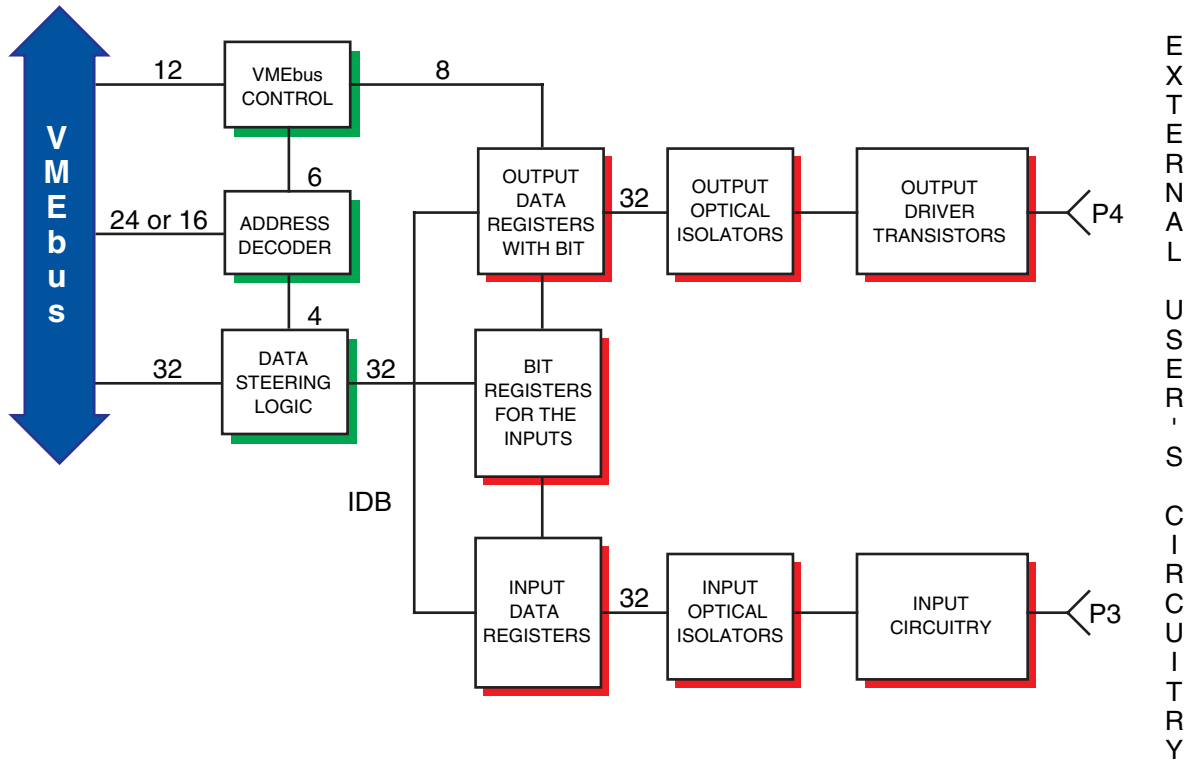 VMEbus
12
VMEbus
CONTROL
8
6
24 or 16
ADDRESS
DECODER
4
32
DATA
STEERING
LOGIC
32
IDB
OUTPUT
DATA
REGISTERS
WITH BIT
32
OUTPUT
OPTICAL
ISOLATORS
OUTPUT
DRIVER
TRANSISTORS
P4
BIT
REGISTERS
FOR THE
INPUTS
INPUT
DATA
REGISTERS
32
INPUT
OPTICAL
ISOLATORS
INPUT
CIRCUITRY
P3
EXTERNAL USER'S CIRCUITRY